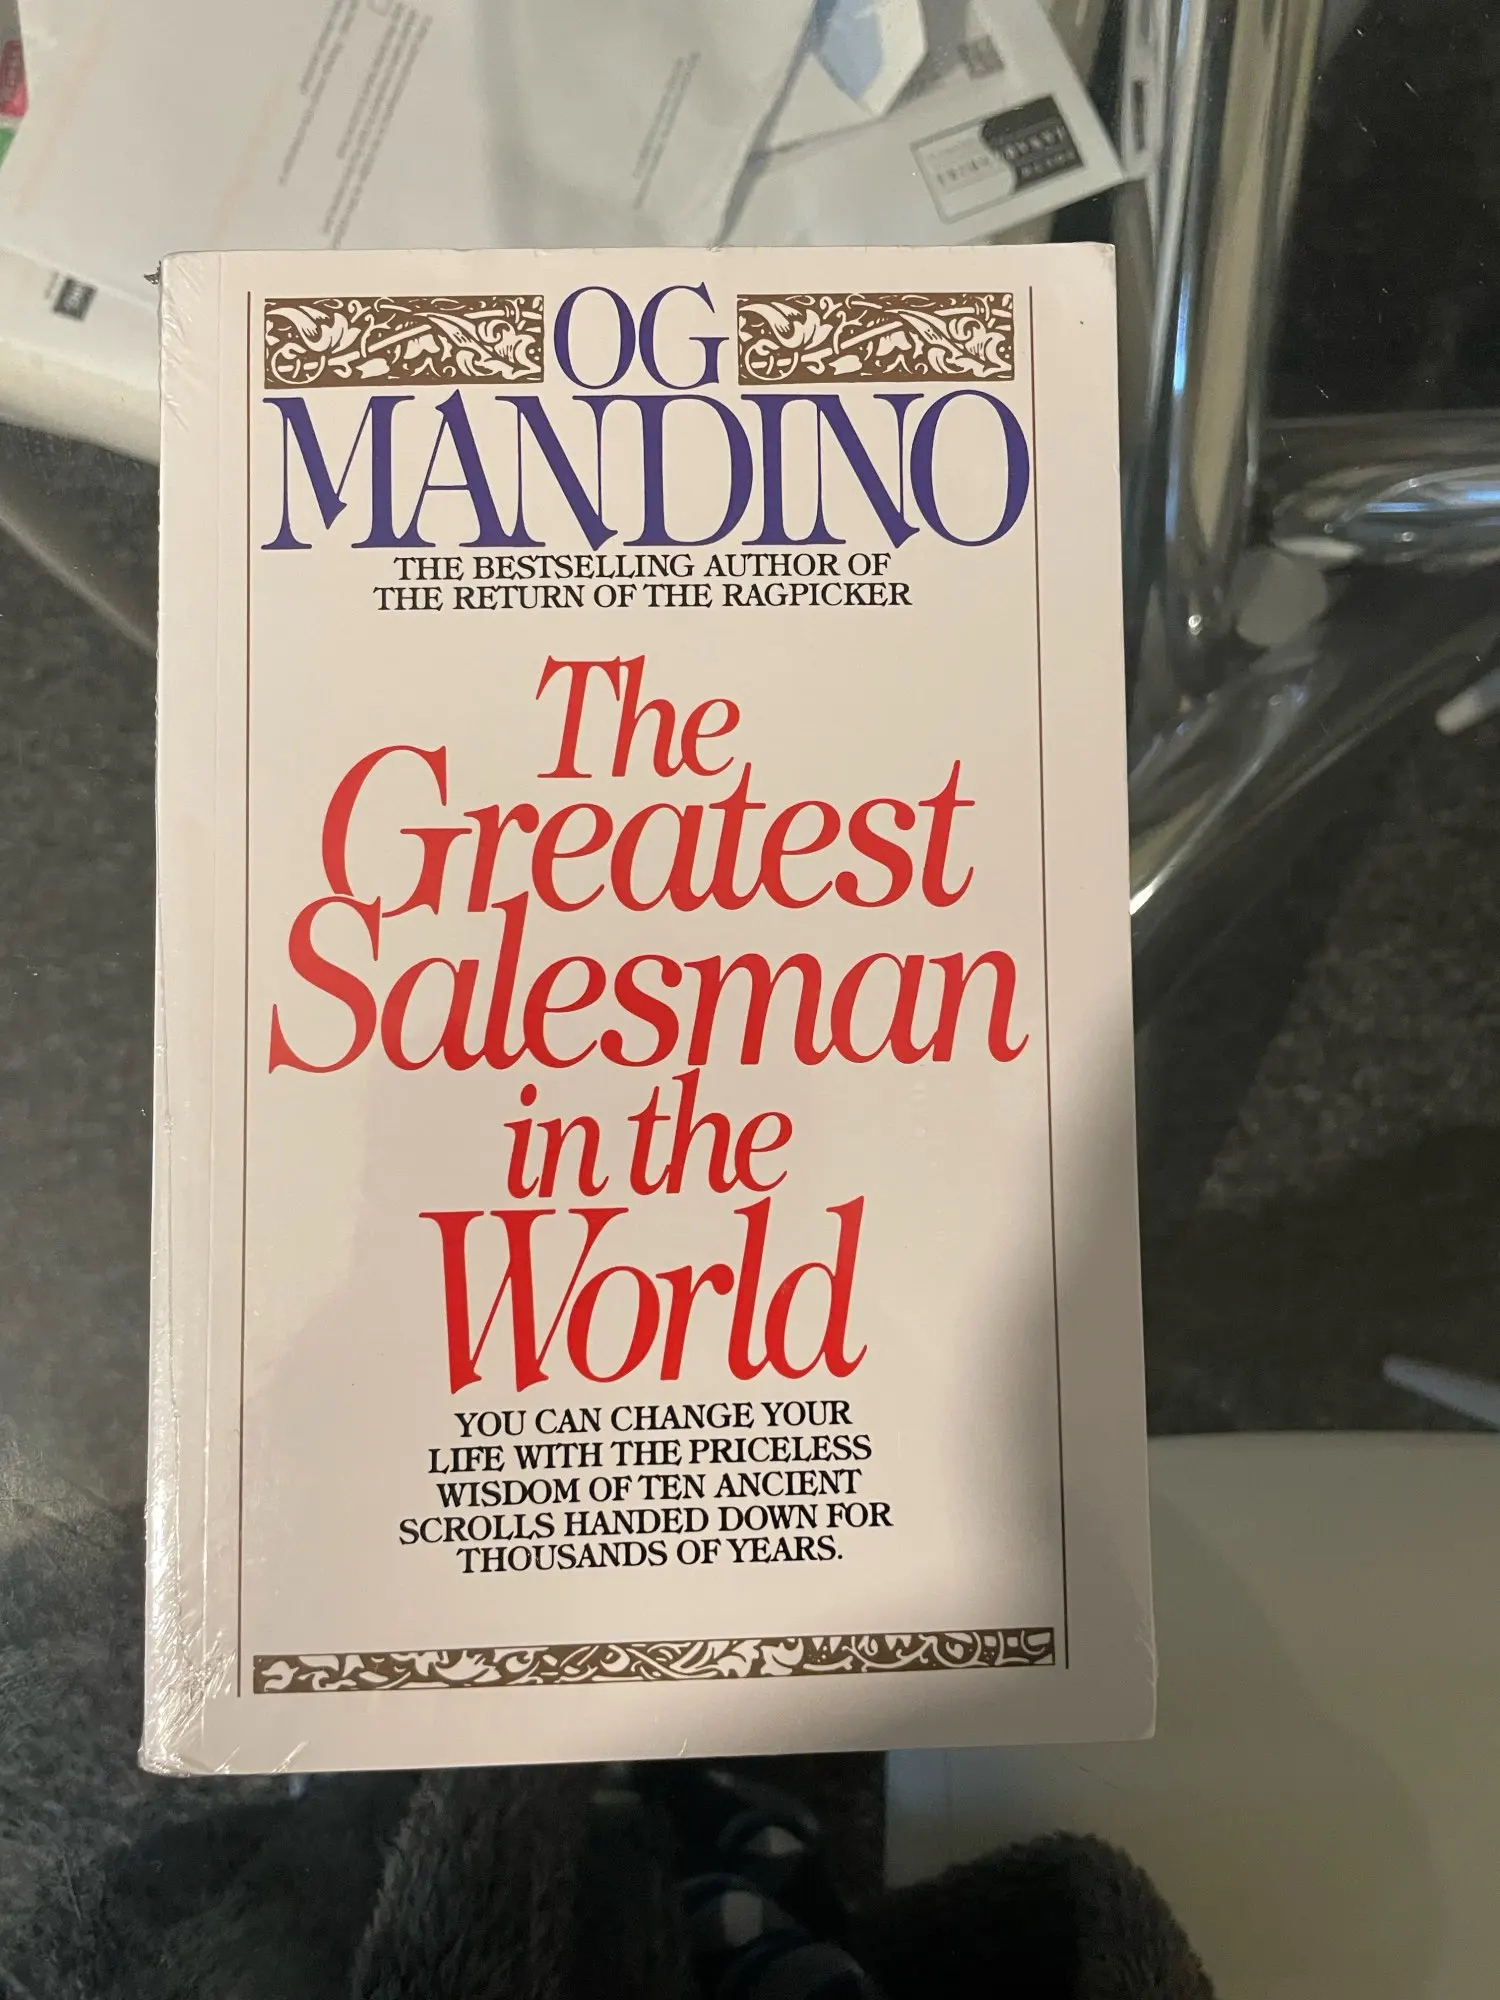 OG
MANDINO
THE BESTSELLING AUTHOR OF
THE RETURN OF THE RAGPICKER
The
Greatest
Salesman
in the
World
YOU CAN CHANGE YOUR
LIFE WITH THE PRICELESS
WISDOM OF TEN ANCIENT
SCROLLS HANDED DOWN FOR
THOUSANDS OF YEARS.